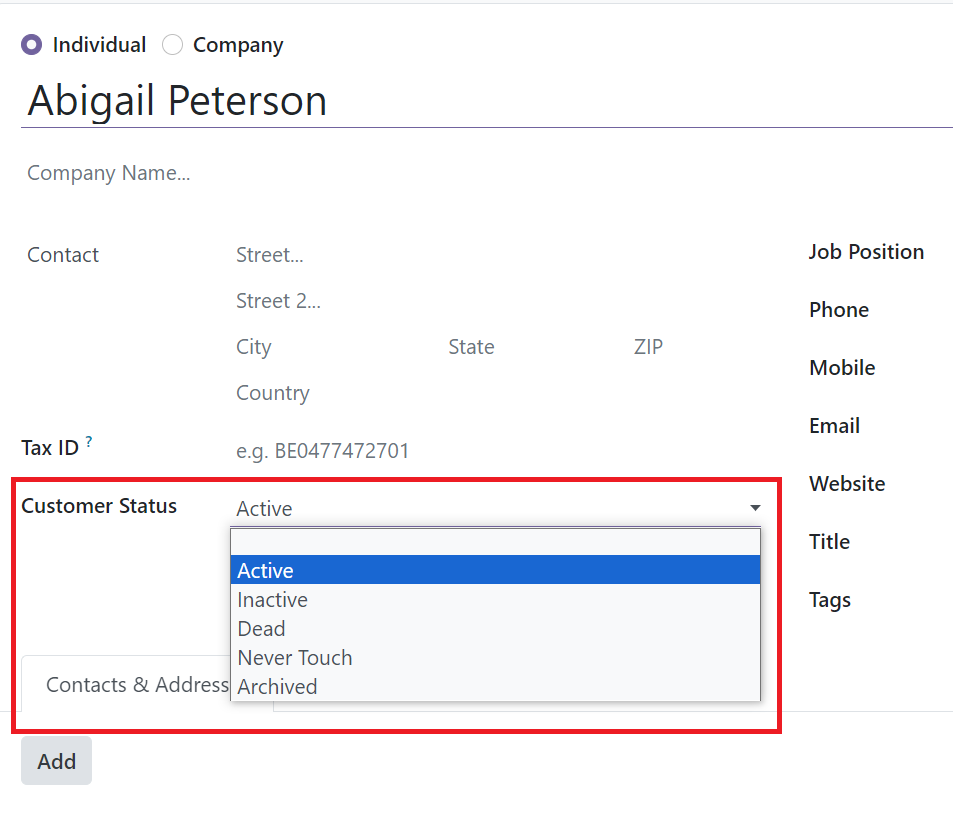 Individual Company
Abigail Peterson
Company Name...
Contact
Street...
Street 2...
City State ZIP
Country
Tax ID ?
e.g. BE0477472701
Customer Status
Active
Active
Inactive
Dead
Never Touch
Archived
Contacts & Address
Add
Job Position
Phone
Mobile
Email
Website
Title
Tags